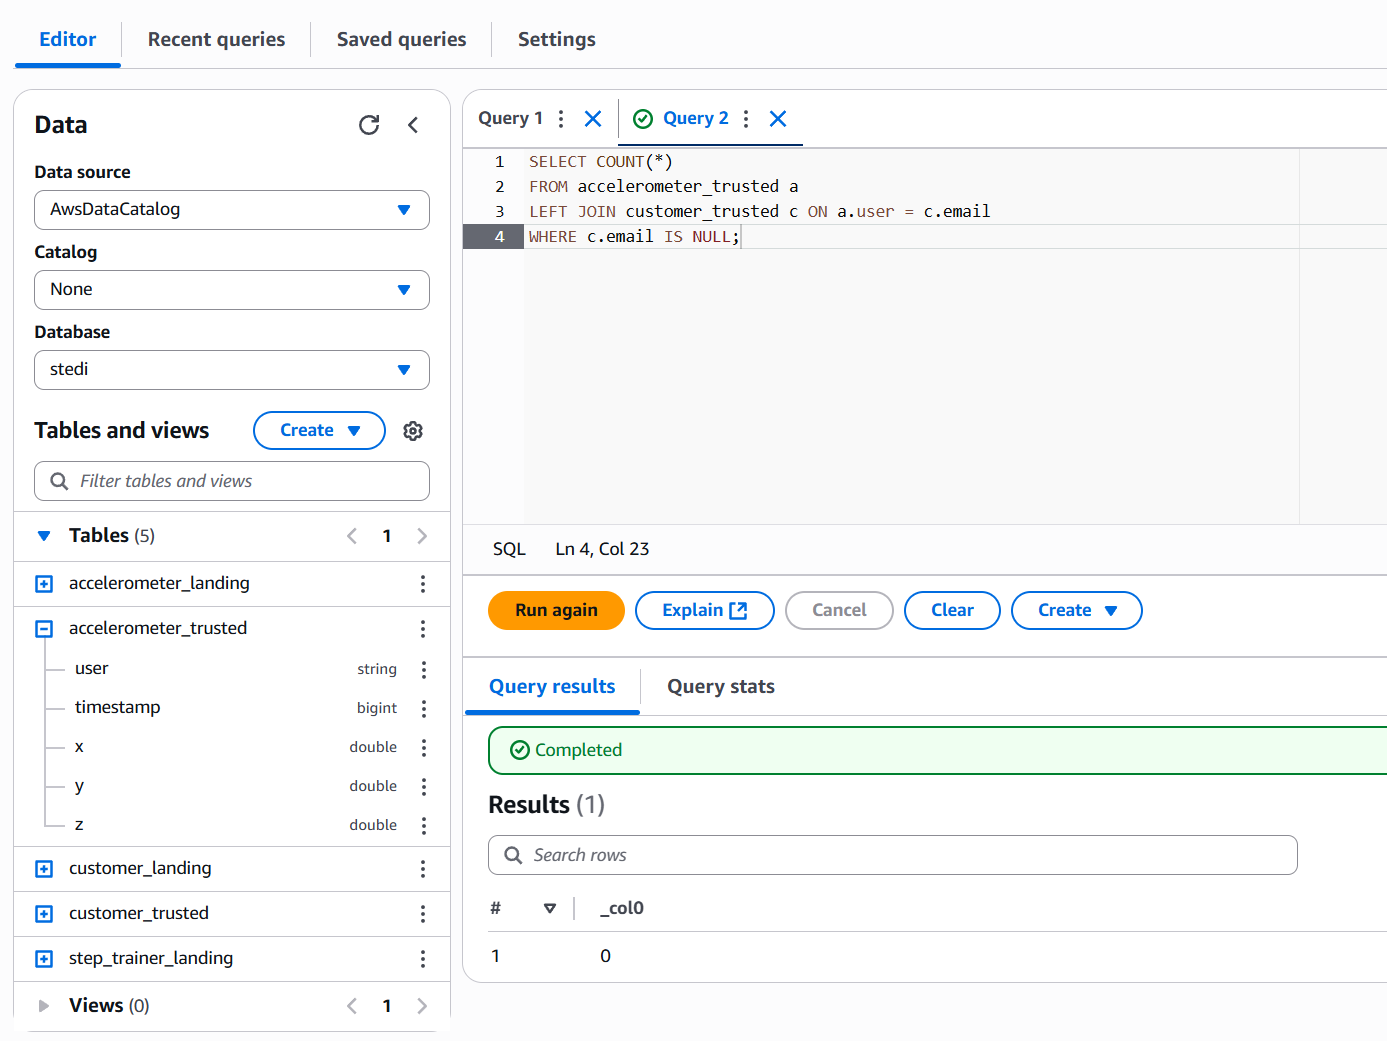 Editor
Recent queries
Saved queries
Settings
Data
Data source
AwsDataCatalog
Catalog
None
Database
stedi
Tables and views
Create
Filter tables and views
Tables (5)
1
accelerometer_landing
accelerometer_trusted
user string
timestamp bigint
x double
y double
z double
customer_landing
customer_trusted
step_trainer_landing
Views (0)
1
Query 1
Query 2
1 SELECT COUNT(*)
2 FROM accelerometer_trusted a
3 LEFT JOIN customer_trusted c ON a.user = c.email
4 WHERE c.email IS NULL;
SQL Ln 4, Col 23
Run again
Explain
Cancel
Clear
Create
Query results
Query stats
Completed
Results (1)
Search rows
# _col0
1 0